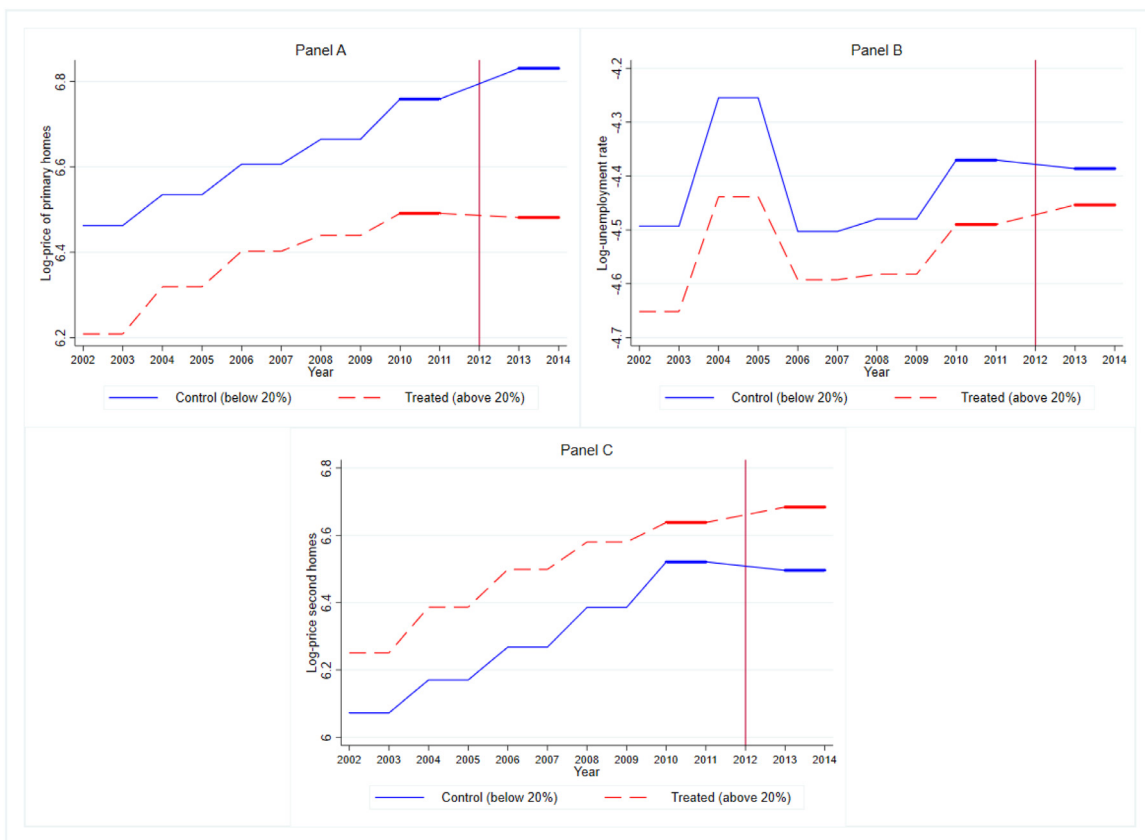 Panel A
Log-price of primary homes
6.8
6.6
6.4
6.2
2002 2003 2004 2005 2006 2007 2008 2009 2010 2011 2012 2013 2014
Year
Control (below 20%) Treated (above 20%)
Panel B
Log-unemployment rate
-4.2
-4.3
-4.4
-4.5
-4.6
-4.7
2002 2003 2004 2005 2006 2007 2008 2009 2010 2011 2012 2013 2014
Year
Control (below 20%) Treated (above 20%)
Panel C
Log-price second homes
6.8
6.6
6.4
6.2
6
2002 2003 2004 2005 2006 2007 2008 2009 2010 2011 2012 2013 2014
Year
Control (below 20%) Treated (above 20%)